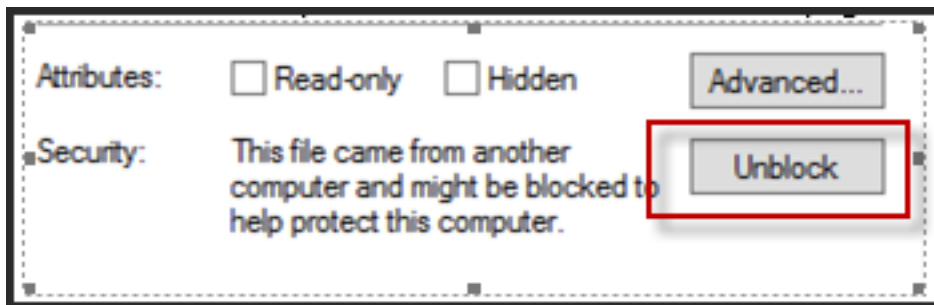 Attributes: Read-only Hidden Advanced...
Security: This file came from another Unblock
computer and might be blocked to
help protect this computer.